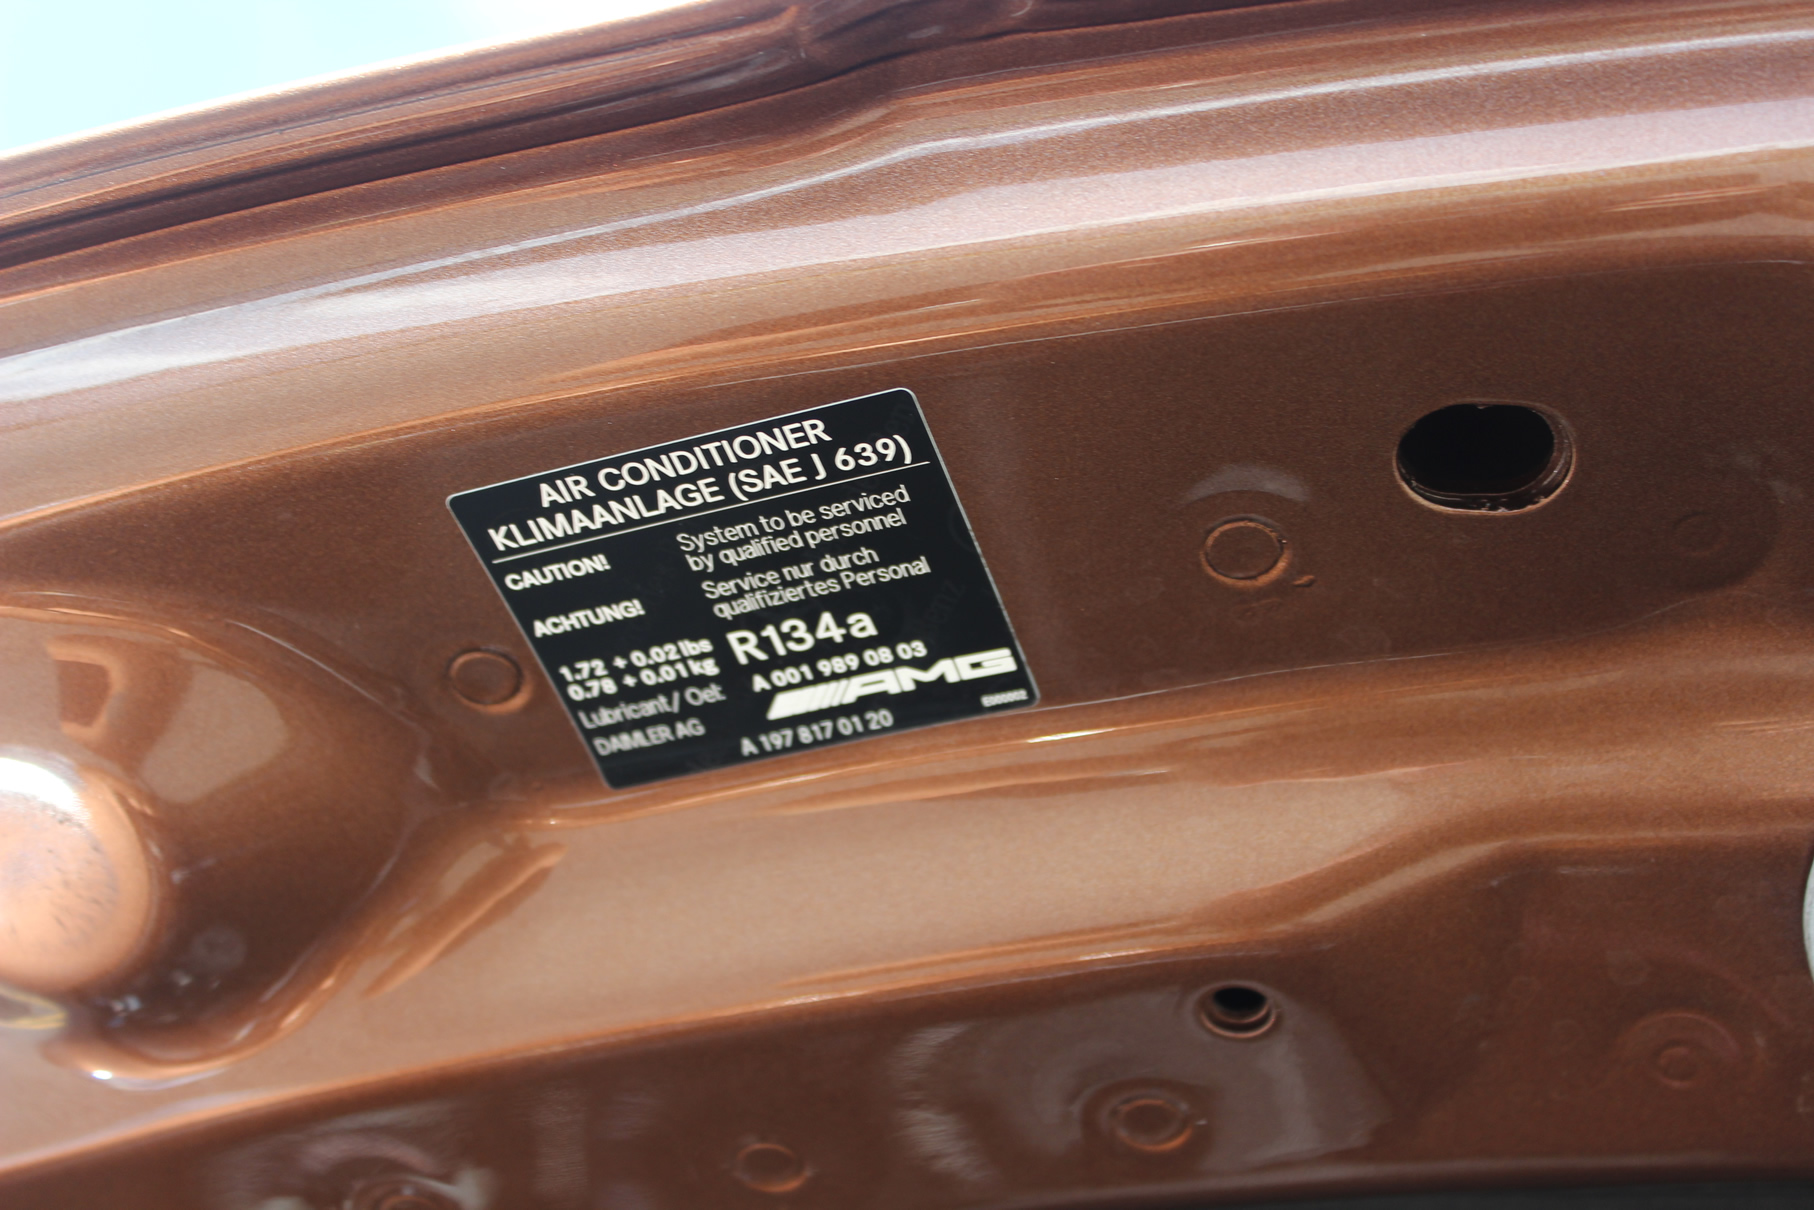 AIR CONDITIONER
KLIMAANLAGE (SAE J 639)
CAUTION! System to be serviced
by qualified personnel
ACHTUNG! Service nur durch
qualifiziertes Personal
1.72 + 0.02 lbs
0.78 + 0.01 kg
R134a
Lubricant / Oel: A 001 989 08 03
AMG
DAIMLER AG A 197 817 01 20